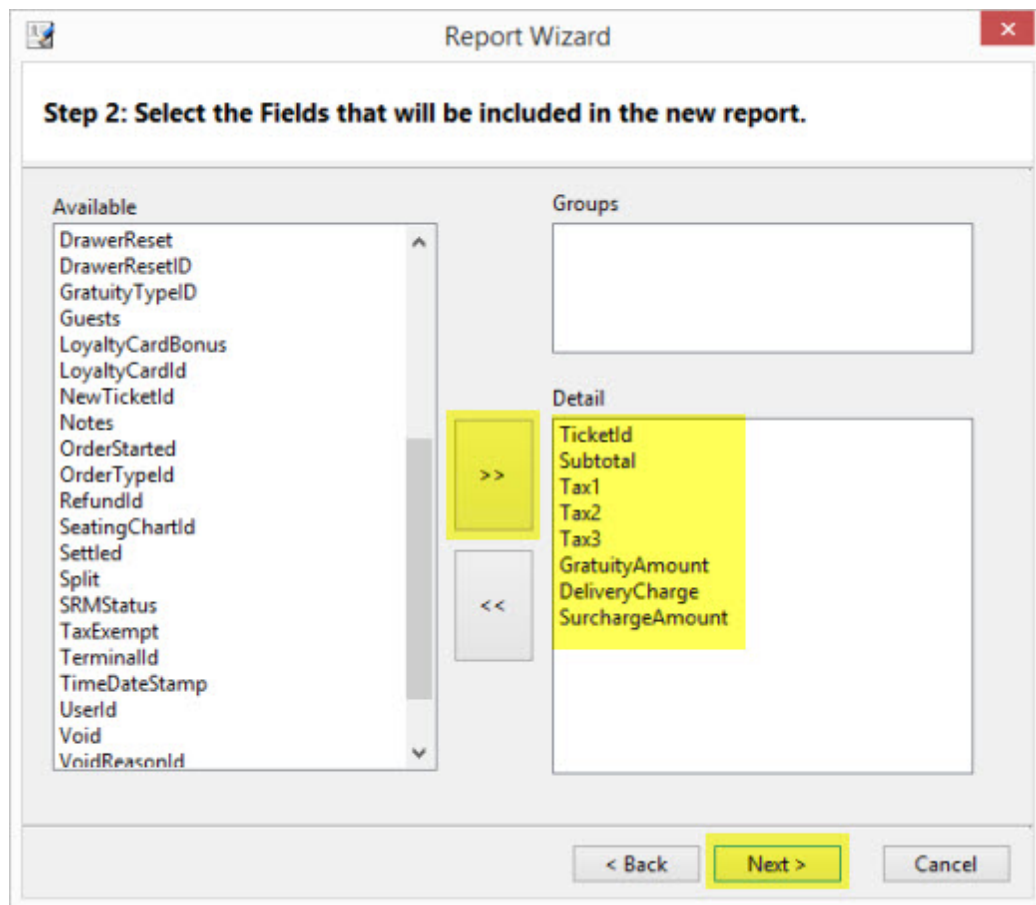 Report Wizard
Step 2: Select the Fields that will be included in the new report.
Available
DrawerReset
DrawerResetID
GratuityTypeID
Guests
LoyaltyCardBonus
LoyaltyCardId
NewTicketId
Notes
OrderStarted
OrderTypeId
RefundId
SeatingChartId
Settled
Split
SRMStatus
TaxExempt
TerminalId
TimeDateStamp
UserId
Void
VoidReasonId
>>
<<
Groups
Detail
TicketId
Subtotal
Tax1
Tax2
Tax3
GratuityAmount
DeliveryCharge
SurchargeAmount
< Back
Next >
Cancel